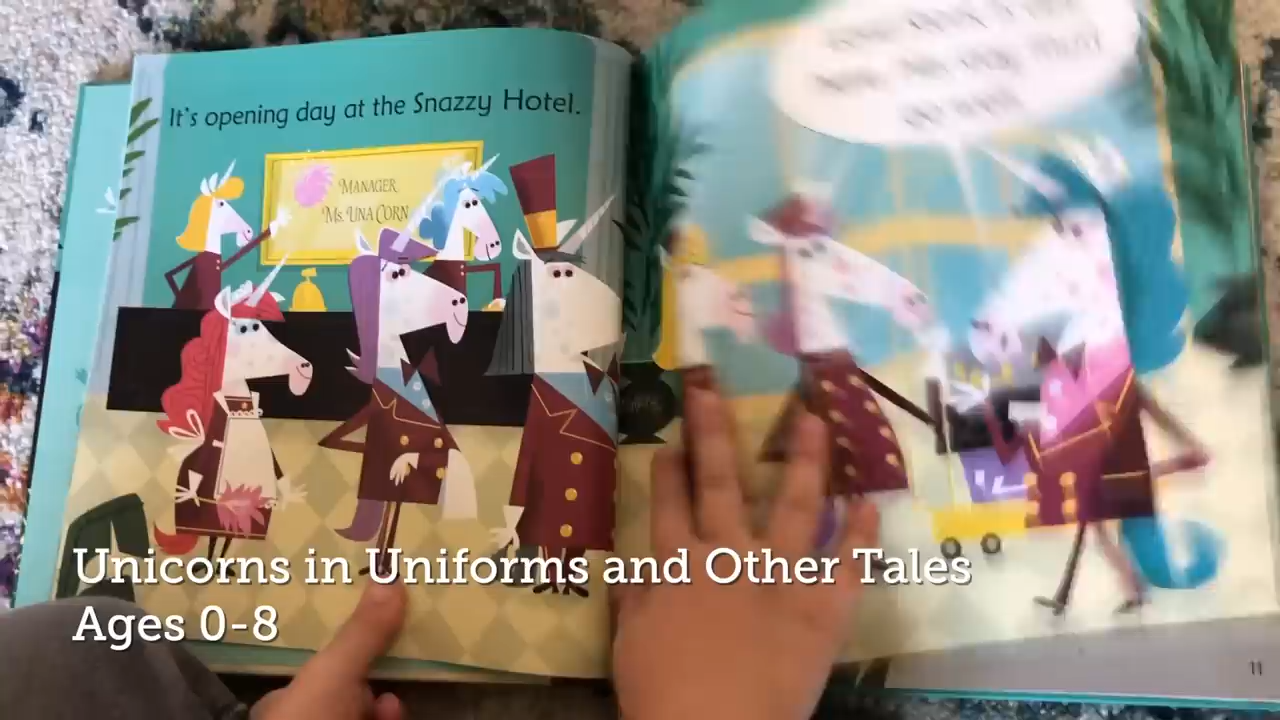 It's opening day at the Snazzy Hotel.
MANAGER
MS. UNA CORN
11
Unicorns in Uniforms and Other Tales
Ages 0-8